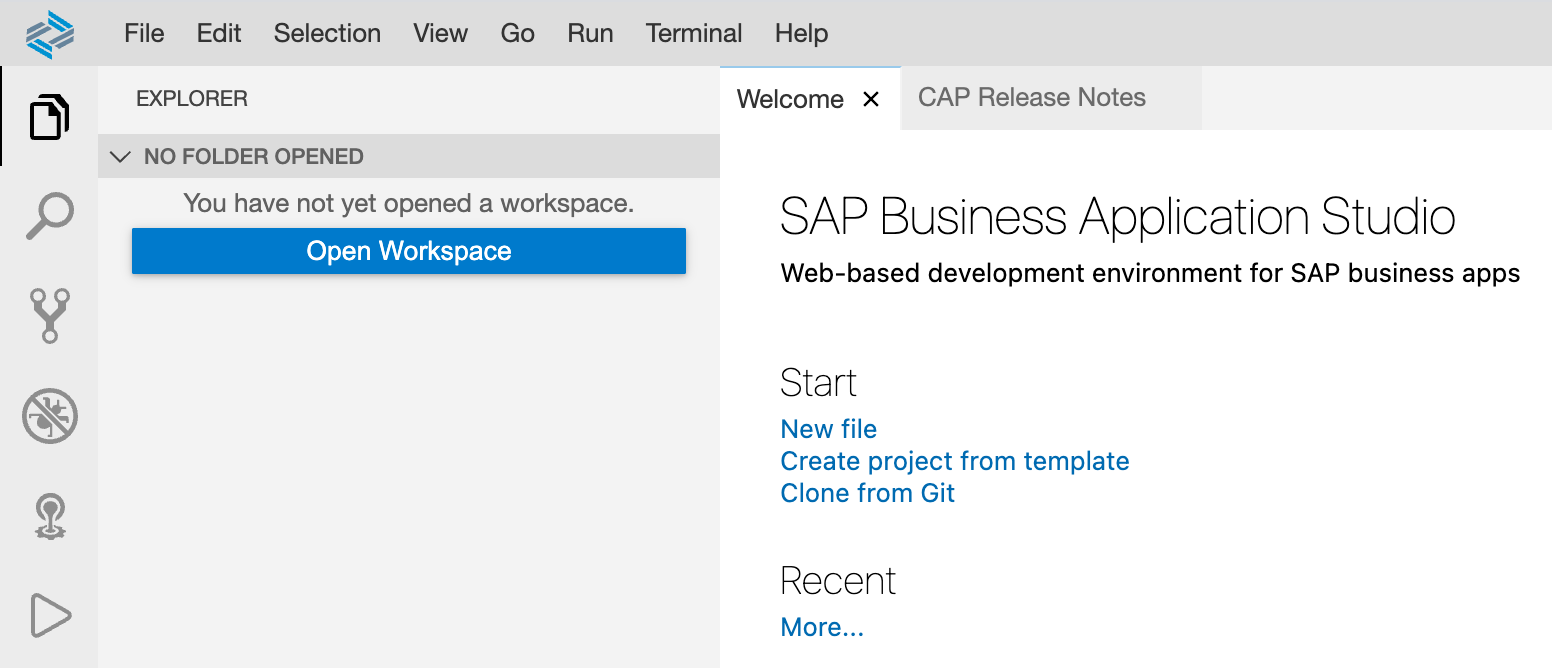 File Edit Selection View Go Run Terminal Help
EXPLORER
NO FOLDER OPENED
You have not yet opened a workspace.
Open Workspace
Welcome CAP Release Notes
SAP Business Application Studio
Web-based development environment for SAP business apps
Start
New file
Create project from template
Clone from Git
Recent
More...